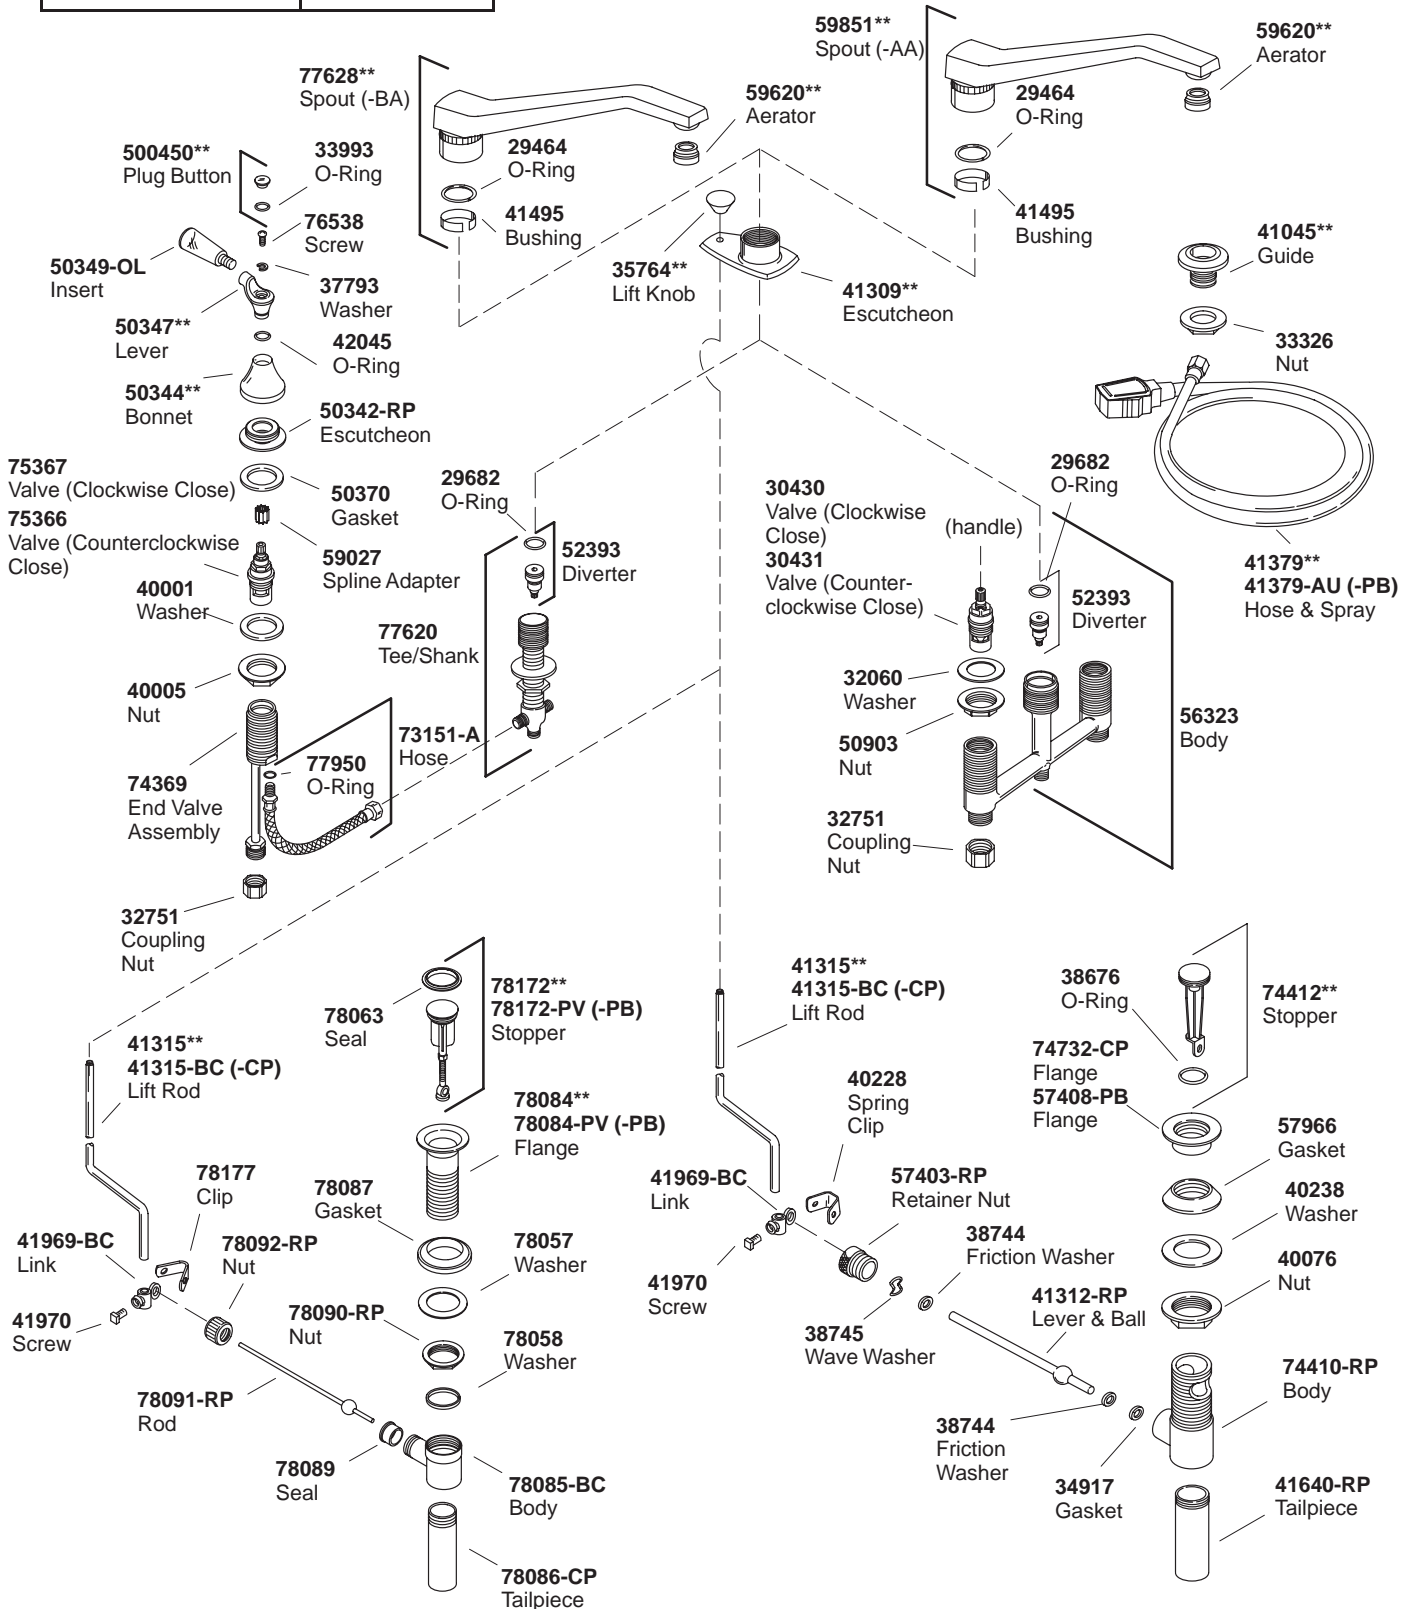 59851**
Spout (-AA)
59620**
Aerator
77628**
Spout (-BA)
59620**
Aerator
29464
O-Ring
500450**
Plug Button
33993
O-Ring
29464
O-Ring
76538
Screw
41495
Bushing
41495
Bushing
41045**
Guide
50349-OL
Insert
37793
Washer
35764**
Lift Knob
41309**
Escutcheon
50347**
Lever
42045
O-Ring
33326
Nut
50344**
Bonnet
50342-RP
Escutcheon
75367
Valve (Clockwise Close)
75366
Valve (Counterclockwise
Close)
50370
Gasket
29682
O-Ring
30430
Valve (Clockwise
Close)
30431
Valve (Counter-
clockwise Close)
(handle)
29682
O-Ring
59027
Spline Adapter
52393
Diverter
41379**
41379-AU (-PB)
Hose & Spray
40001
Washer
52393
Diverter
77620
Tee/Shank
40005
Nut
32060
Washer
73151-A
Hose
50903
Nut
56323
Body
77950
O-Ring
74369
End Valve
Assembly
32751
Coupling
Nut
32751
Coupling
Nut
78063
Seal
78172**
78172-PV (-PB)
Stopper
41315**
41315-BC (-CP)
Lift Rod
38676
O-Ring
74412**
Stopper
41315**
41315-BC (-CP)
Lift Rod
74732-CP
Flange
57408-PB
Flange
40228
Spring
Clip
78084**
78084-PV (-PB)
Flange
57966
Gasket
78177
Clip
41969-BC
Link
57403-RP
Retainer Nut
78087
Gasket
40238
Washer
41969-BC
Link
78092-RP
Nut
78057
Washer
38744
Friction Washer
40076
Nut
41970
Screw
41970
Screw
78090-RP
Nut
41312-RP
Lever & Ball
78058
Washer
38745
Wave Washer
74410-RP
Body
78091-RP
Rod
38744
Friction
Washer
78089
Seal
78085-BC
Body
34917
Gasket
41640-RP
Tailpiece
78086-CP
Tailpiece